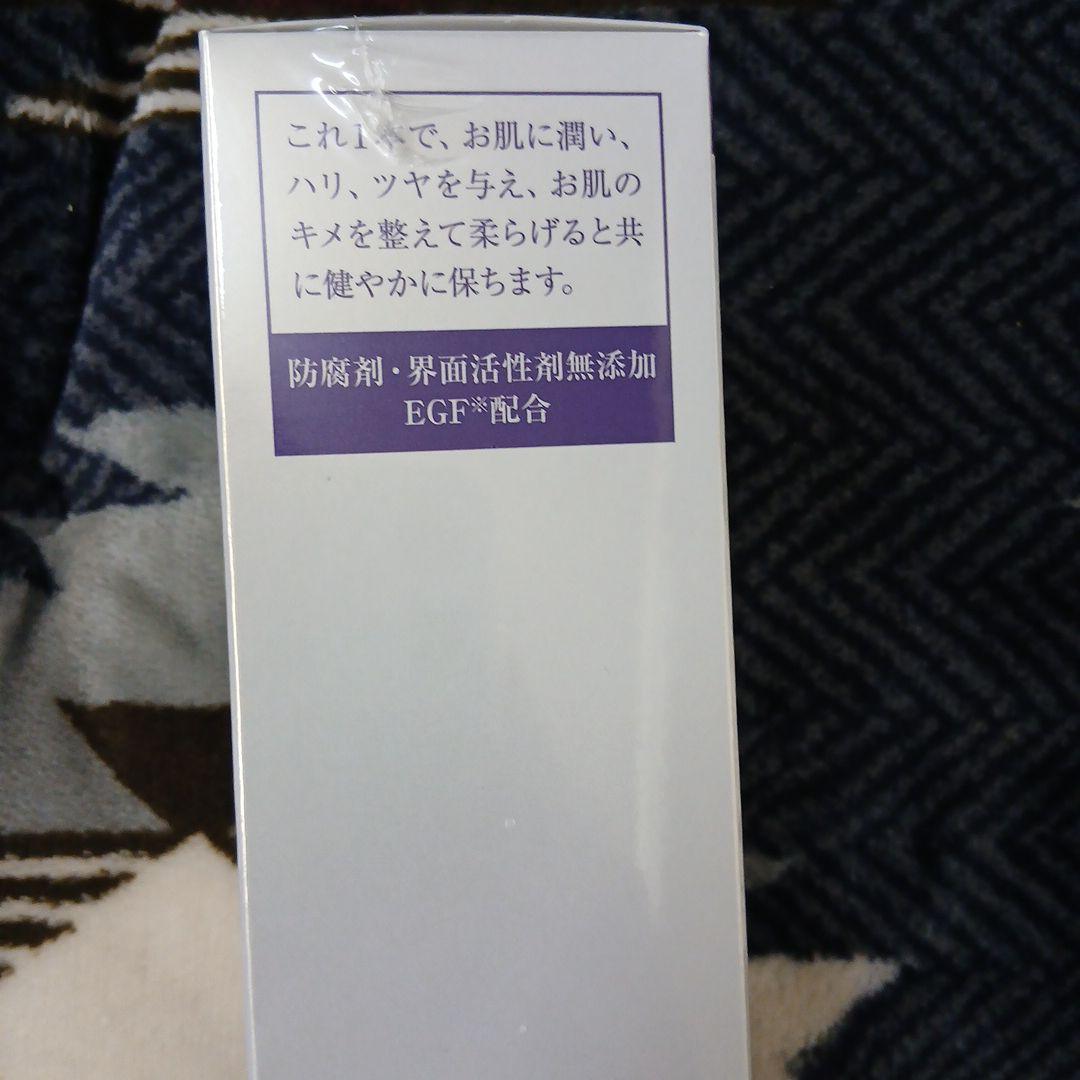 これ1本で、お肌に潤い、
ハリ、ツヤを与え、お肌の
キメを整えて柔らげると共
に健やかに保ちます。
防腐剤・界面活性剤無添加
EGF※配合